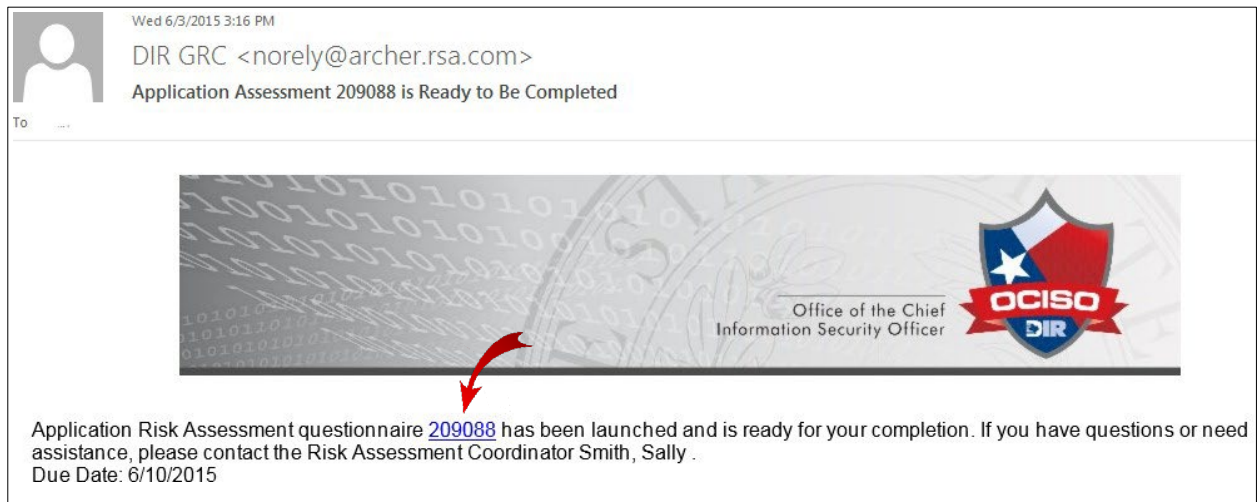 Wed 6/3/2015 3:16 PM
DIR GRC <norely@archer.rsa.com>
Application Assessment 209088 is Ready to Be Completed
To ....
Office of the Chief
Information Security Officer
OCISO
DIR
Application Risk Assessment questionnaire 209088 has been launched and is ready for your completion. If you have questions or need
assistance, please contact the Risk Assessment Coordinator Smith, Sally .
Due Date: 6/10/2015